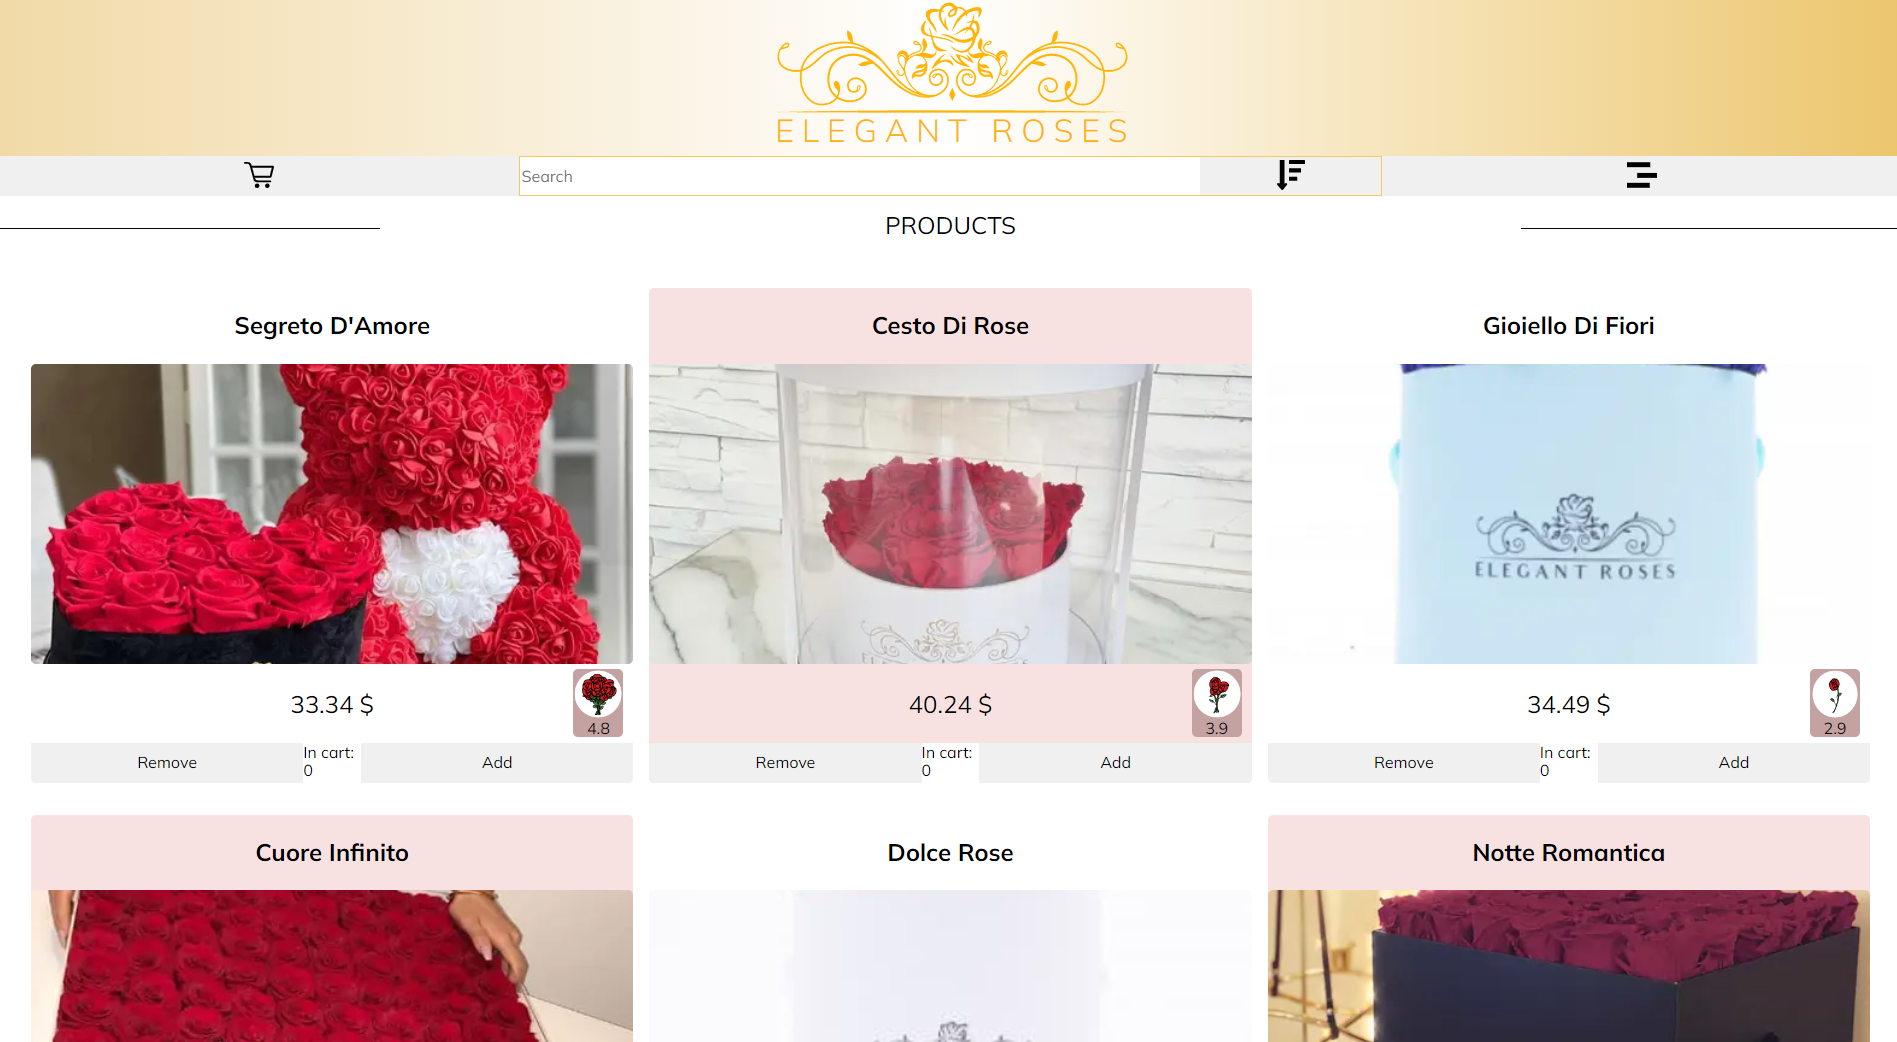 ELEGANT ROSES
Search
PRODUCTS
Segreto D'Amore
Cesto Di Rose
Gioiello Di Fiori
ELEGANT ROSES
33.34 $
4.8
40.24 $
3.9
34.49 $
2.9
Remove
In cart:
0
Add
Remove
In cart:
0
Add
Remove
In cart:
0
Add
Cuore Infinito
Dolce Rose
Notte Romantica